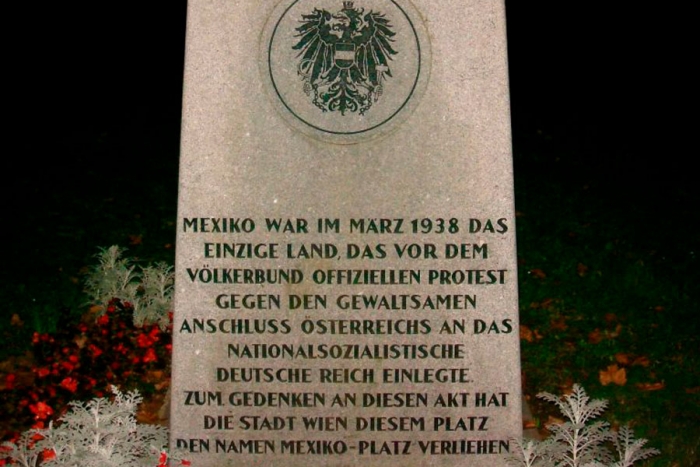 MEXIKO WAR IM MÄRZ 1938 DAS
EINZIGE LAND, DAS VOR DEM
VÖLKERBUND OFFIZIELLEN PROTEST
GEGEN DEN GEWALTSAMEN
ANSCHLUSS ÖSTERREICHS AN DAS
NATIONALSOZIALISTISCHE
DEUTSCHE REICH EINLEGTE.
ZUM GEDENKEN AN DIESEN AKT HAT
DIE STADT WIEN DIESEM PLATZ
DEN NAMEN MEXIKO-PLATZ VERLIEHEN